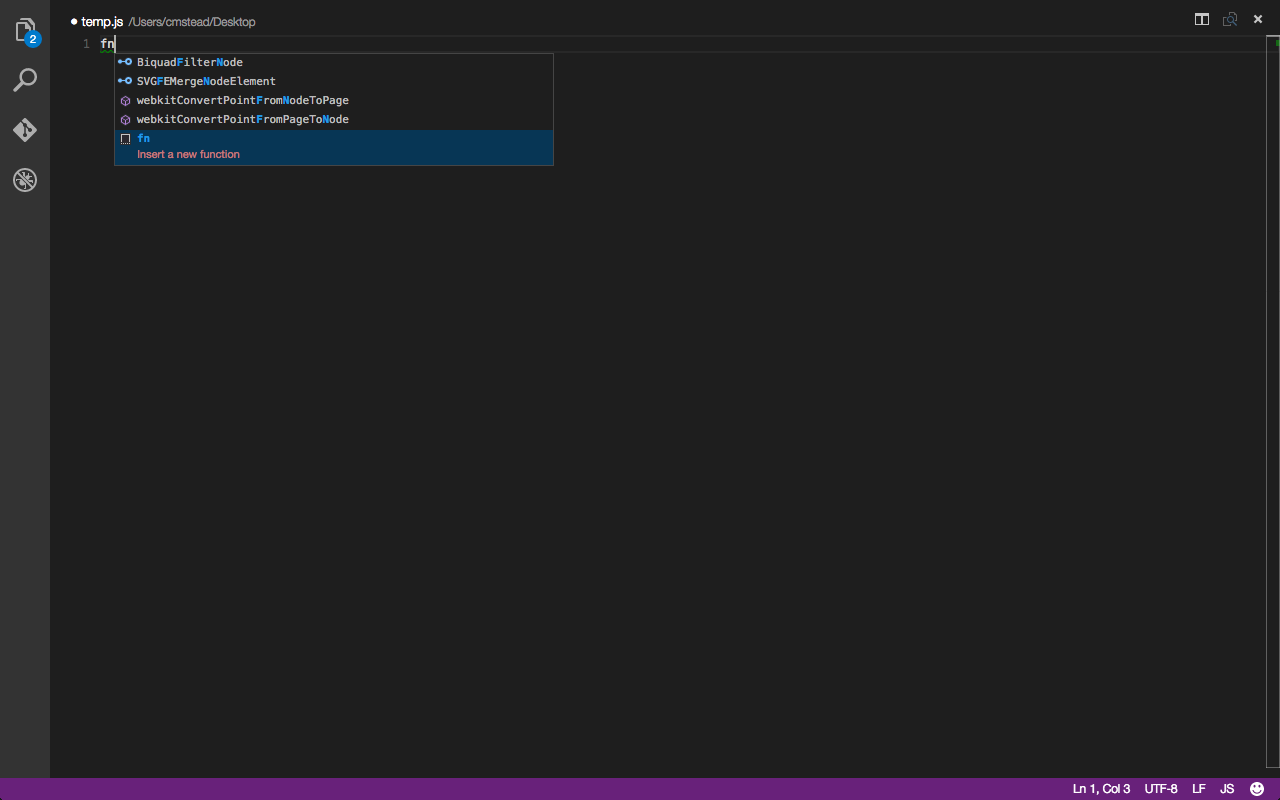 temp.js /Users/cmstead/Desktop
2
1 fn
BiquadFilterNode
SVGFEMergeNodeElement
webkitConvertPointFromNodeToPage
webkitConvertPointFromPageToNode
fn
Insert a new function
Ln 1, Col 3 UTF-8 LF JS